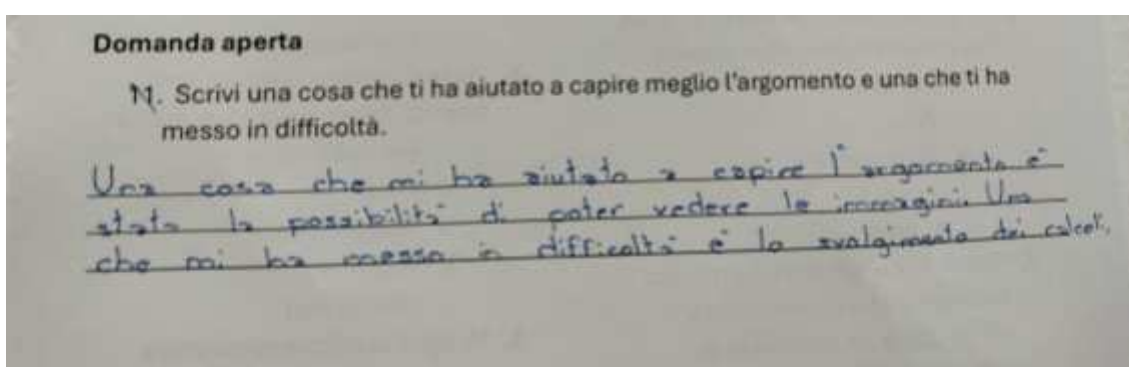 Domanda aperta
11. Scrivi una cosa che ti ha aiutato a capire meglio l'argomento e una che ti ha
messo in difficoltà.
Una cosa che mi ha aiutato a capire l'argomento è
stata la possibilità di poter vedere le immagini. Una
che mi ha messo in difficoltà è lo svolgimento dei calcoli.